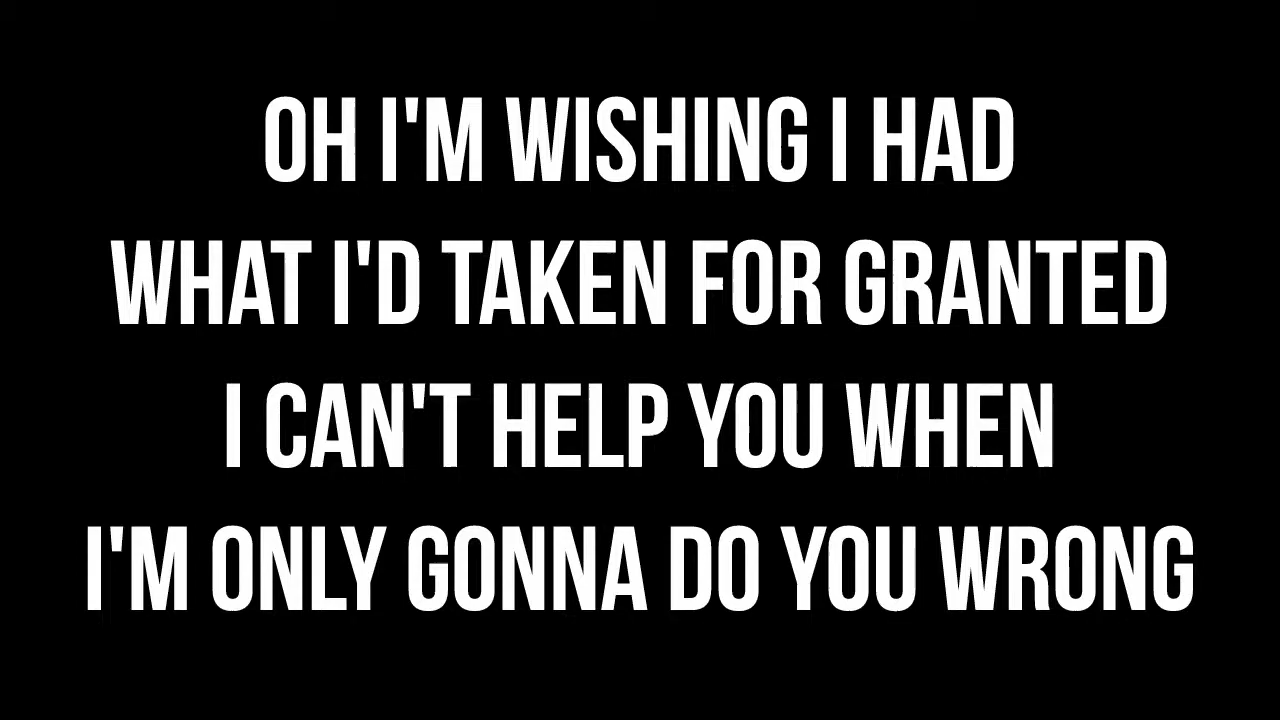 OH I'M WISHING I HAD
WHAT I'D TAKEN FOR GRANTED
I CAN'T HELP YOU WHEN
I'M ONLY GONNA DO YOU WRONG